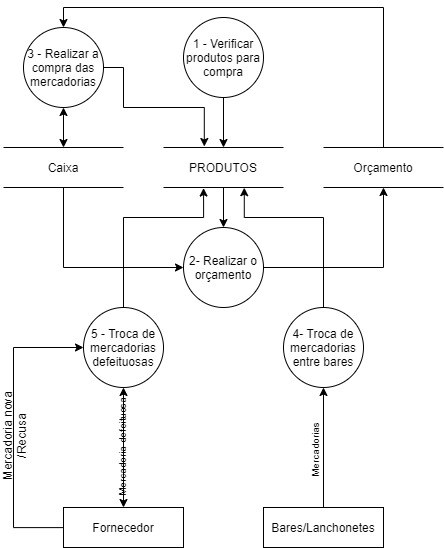 1 - Verificar
produtos para
compra
3 - Realizar a
compra das
mercadorias
Caixa
PRODUTOS
Orçamento
2- Realizar o
orçamento
5 - Troca de
mercadorias
defeituosas
4- Troca de
mercadorias
entre bares
Mercadoria nova
/Recusa
Mercadoria defeituosa
Mercadorias
Fornecedor
Bares/Lanchonetes